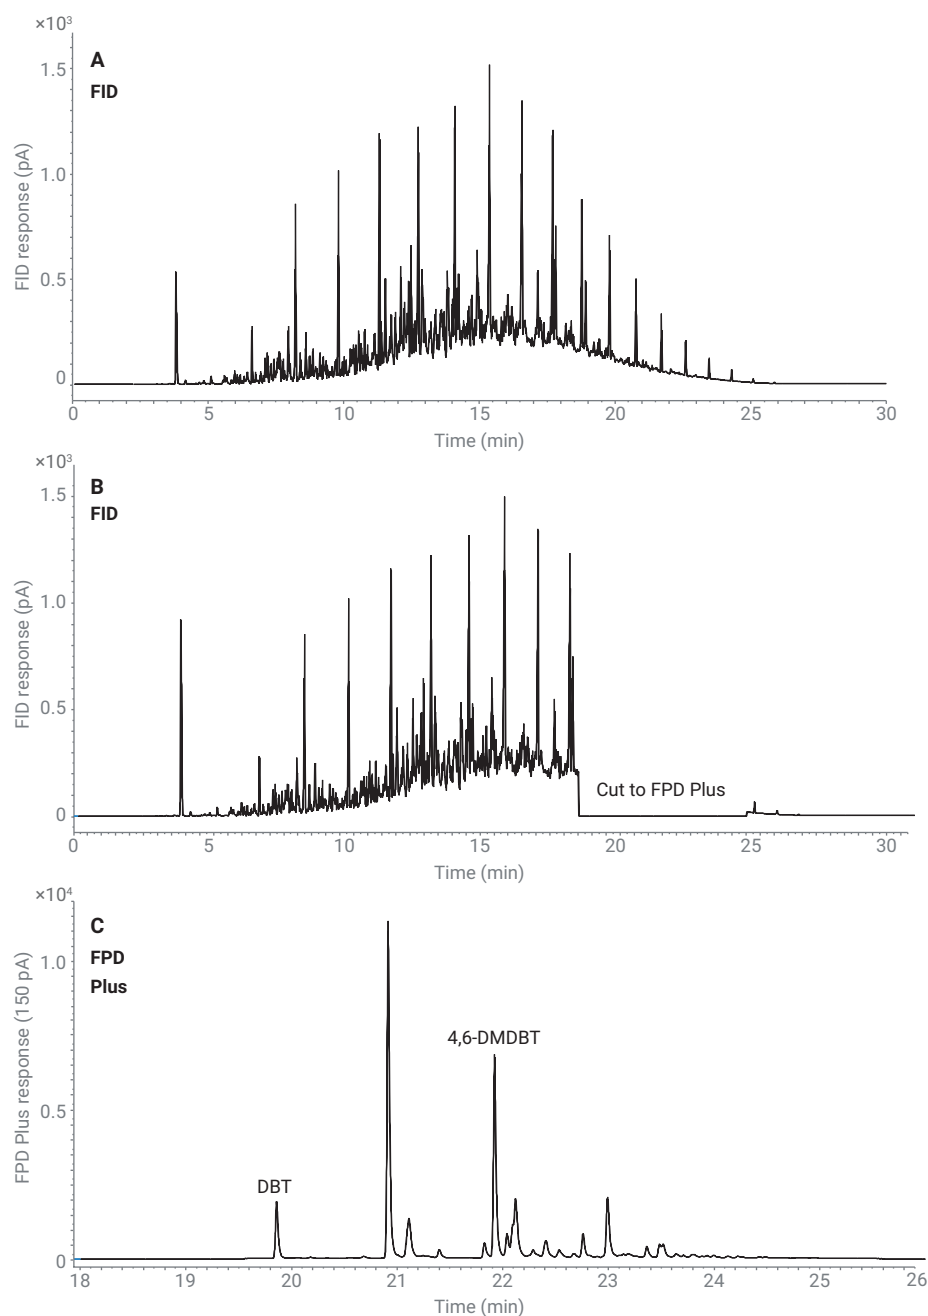 ×10³
A
FID
1.5
1.0
0.5
0
FID response (pA)
0 5 10 15 20 25 30
Time (min)
×10³
B
FID
1.5
1.0
0.5
0
FID response (pA)
Cut to FPD Plus
0 5 10 15 20 25 30
Time (min)
×10⁴
C
FPD
Plus
1.0
0.5
0
FPD Plus response (150 pA)
4,6-DMDBT
DBT
18 19 20 21 22 23 24 25 26
Time (min)